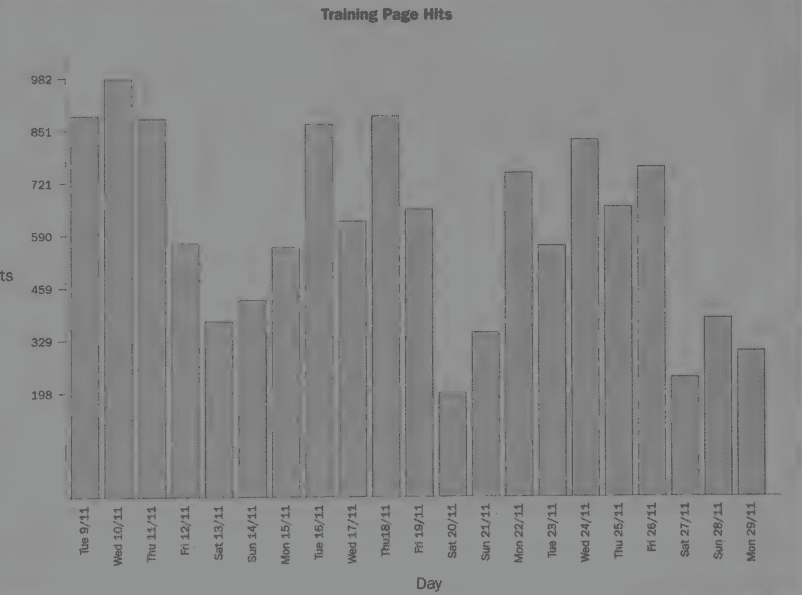 Training Page Hits
982
851
721
590
459
329
198
ts
Tue 9/11
Wed 10/11
Thu 11/11
Fri 12/11
Sat 13/11
Sun 14/11
Mon 15/11
Tue 16/11
Wed 17/11
Thu18/11
Fri 19/11
Sat 20/11
Sun 21/11
Mon 22/11
Tue 23/11
Wed 24/11
Thu 25/11
Fri 26/11
Sat 27/11
Sun 28/11
Mon 29/11
Day